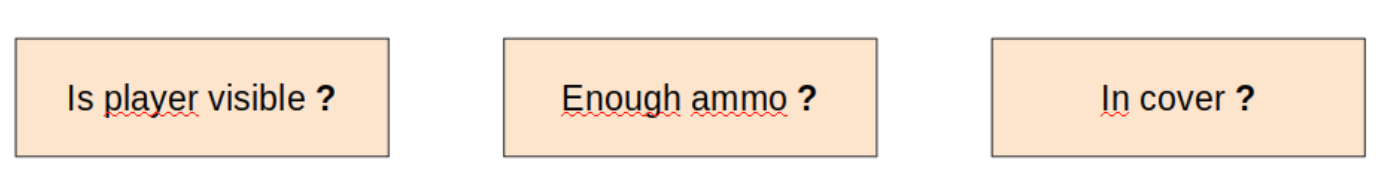 Is player visible ?
Enough ammo ?
In cover ?